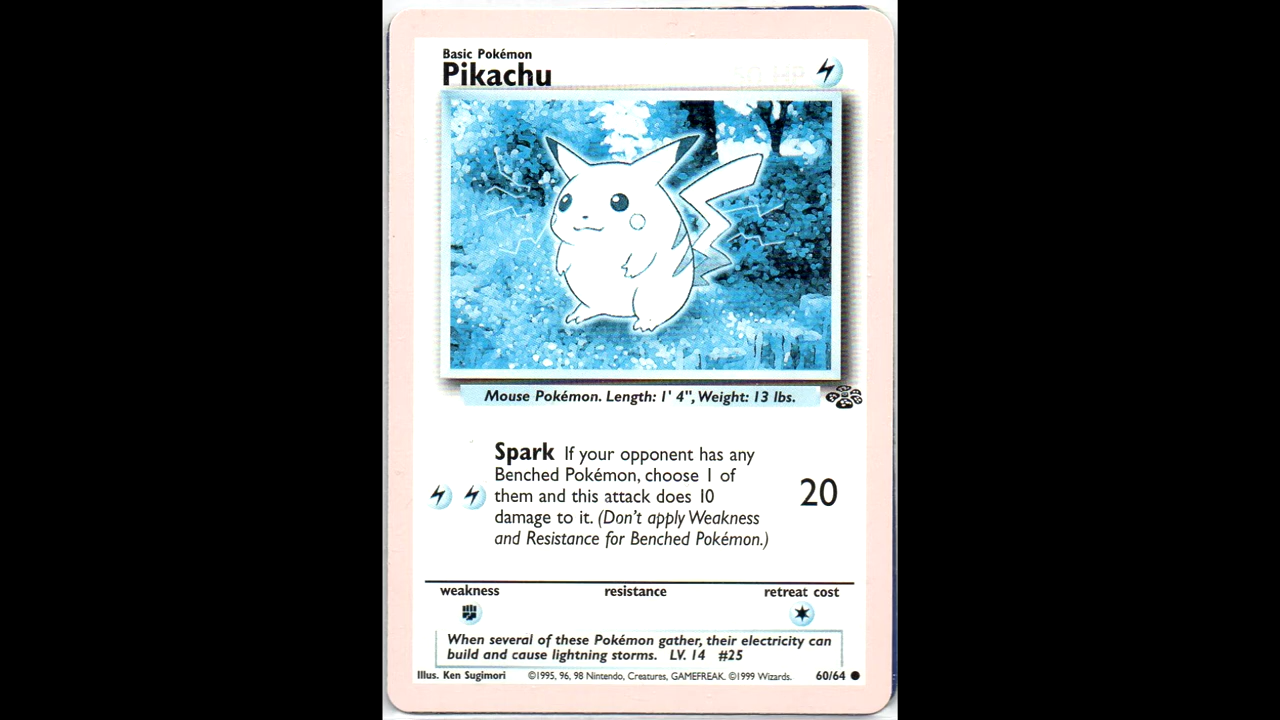 Basic Pokémon
Pikachu
50 HP
Mouse Pokémon. Length: 1' 4", Weight: 13 lbs.
Spark If your opponent has any
Benched Pokémon, choose 1 of
them and this attack does 10
damage to it. (Don't apply Weakness
and Resistance for Benched Pokémon.)
20
weakness
resistance
retreat cost
When several of these Pokémon gather, their electricity can
build and cause lightning storms. LV. 14 #25
Illus. Ken Sugimori
©1995, 96, 98 Nintendo, Creatures, GAMEFREAK. ©1999 Wizards.
60/64